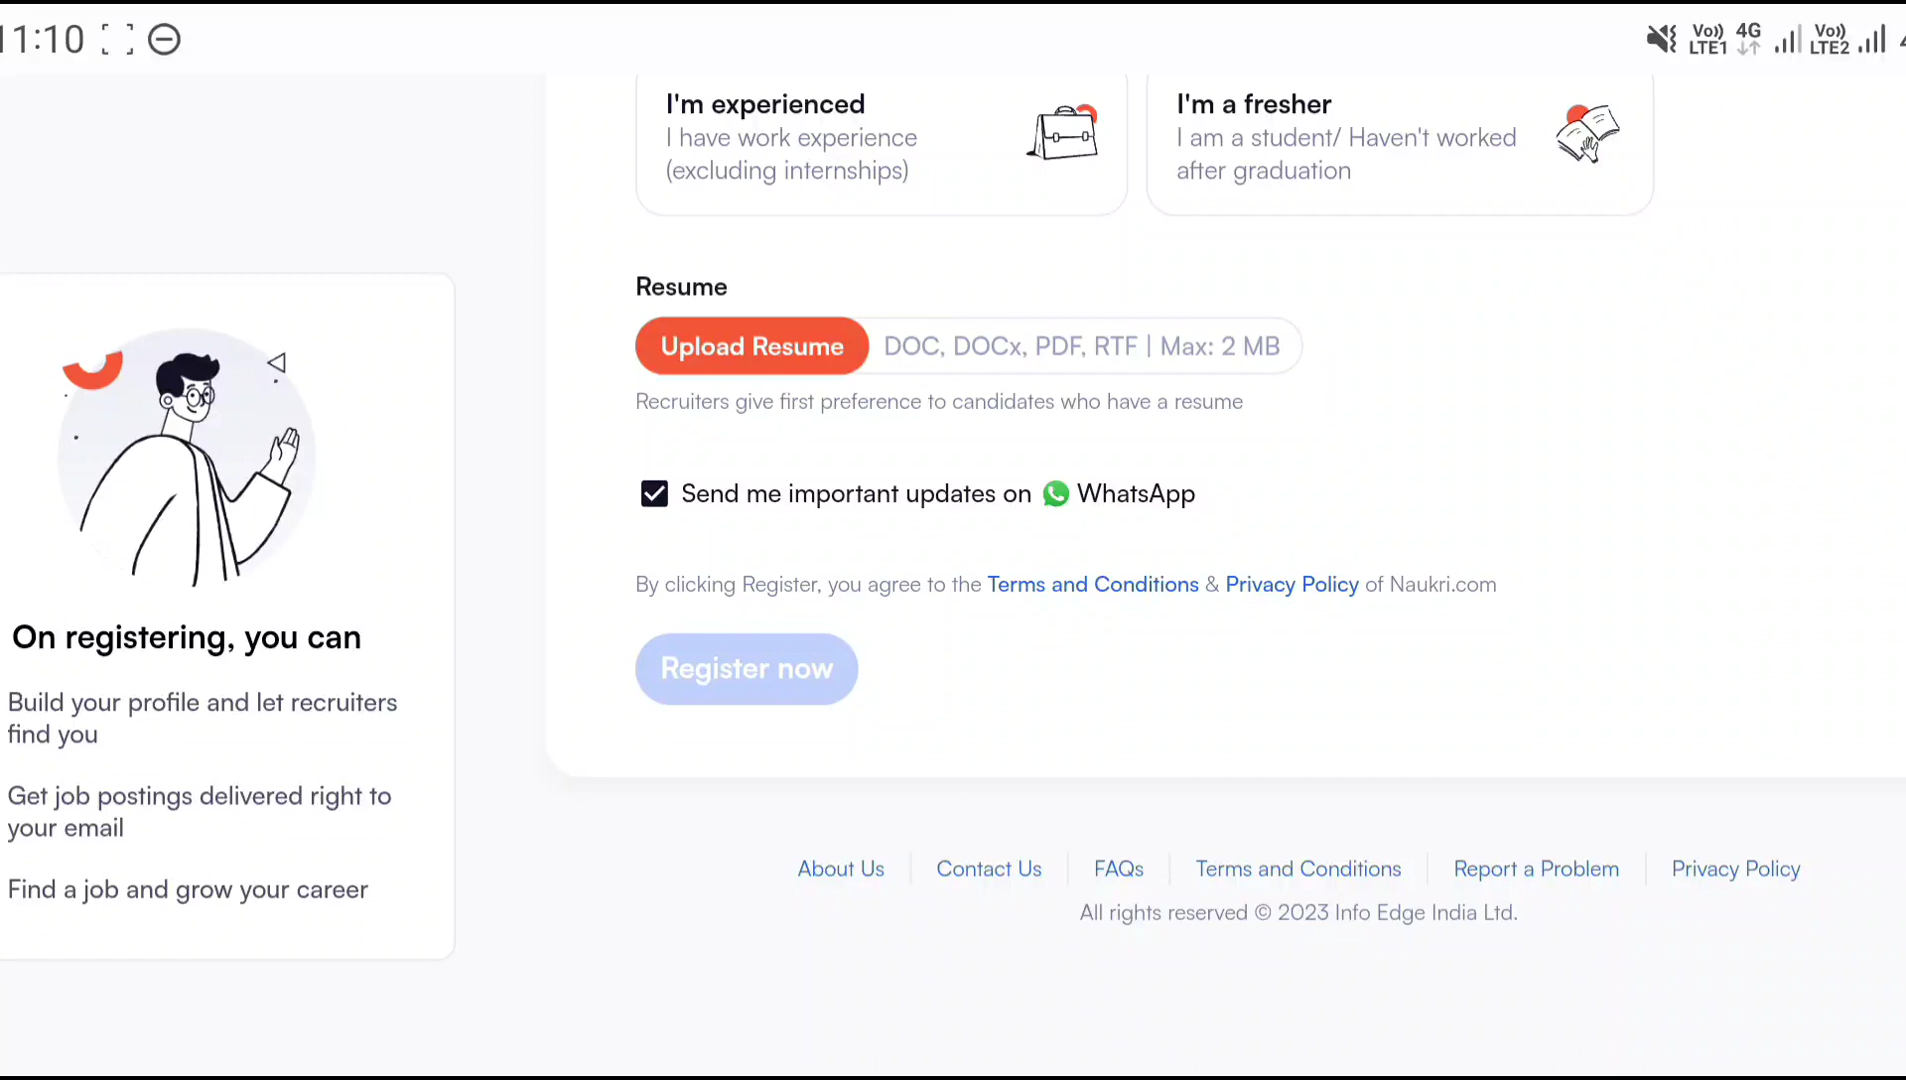 11:10
Vo)) LTE1 4G Vo)) LTE2
I'm experienced
I have work experience
(excluding internships)
I'm a fresher
I am a student/ Haven't worked
after graduation
Resume
Upload Resume DOC, DOCx, PDF, RTF | Max: 2 MB
Recruiters give first preference to candidates who have a resume
Send me important updates on WhatsApp
By clicking Register, you agree to the Terms and Conditions & Privacy Policy of Naukri.com
Register now
On registering, you can
Build your profile and let recruiters
find you
Get job postings delivered right to
your email
Find a job and grow your career
About Us Contact Us FAQs Terms and Conditions Report a Problem Privacy Policy
All rights reserved © 2023 Info Edge India Ltd.